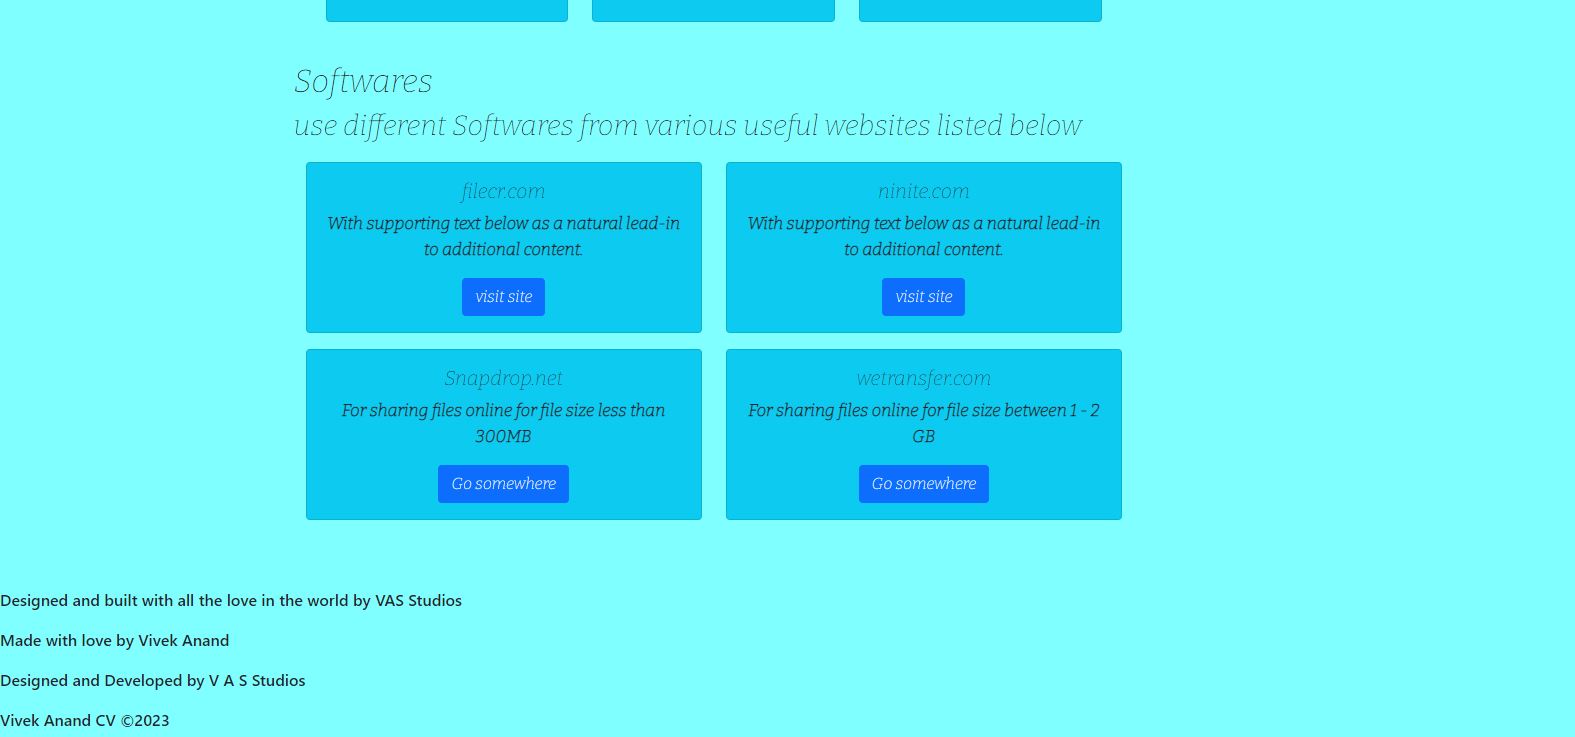 Softwares
use different Softwares from various useful websites listed below
filecr.com
With supporting text below as a natural lead-in
to additional content.
visit site
ninite.com
With supporting text below as a natural lead-in
to additional content.
visit site
Snapdrop.net
For sharing files online for file size less than
300MB
Go somewhere
wetransfer.com
For sharing files online for file size between 1 - 2
GB
Go somewhere
Designed and built with all the love in the world by VAS Studios
Made with love by Vivek Anand
Designed and Developed by V A S Studios
Vivek Anand CV ©2023